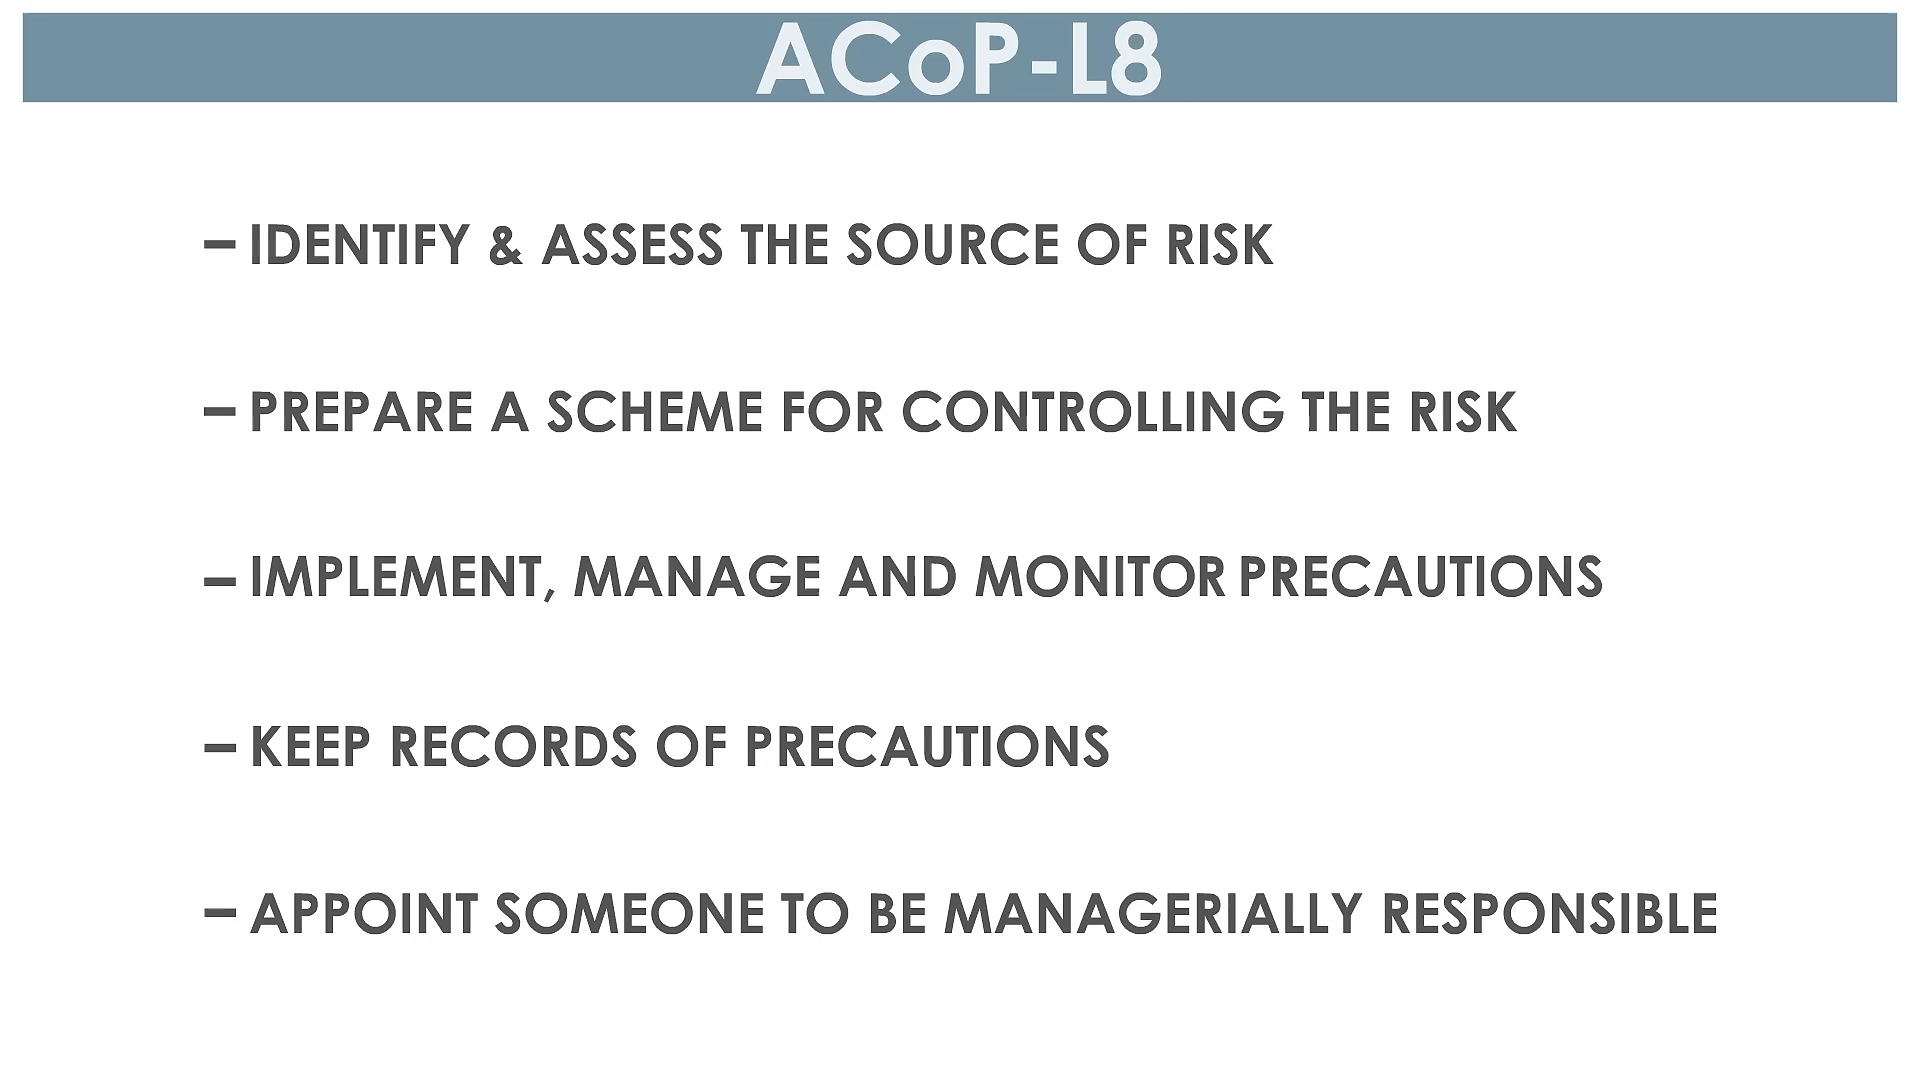 ACoP-L8
– IDENTIFY & ASSESS THE SOURCE OF RISK
– PREPARE A SCHEME FOR CONTROLLING THE RISK
– IMPLEMENT, MANAGE AND MONITOR PRECAUTIONS
– KEEP RECORDS OF PRECAUTIONS
– APPOINT SOMEONE TO BE MANAGERIALLY RESPONSIBLE